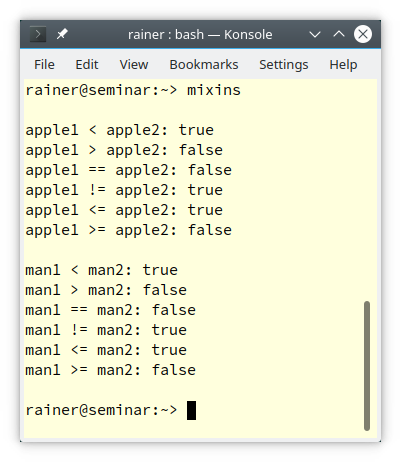 rainer : bash — Konsole
File Edit View Bookmarks Settings Help
rainer@seminar:~> mixins
apple1 < apple2: true
apple1 > apple2: false
apple1 == apple2: false
apple1 != apple2: true
apple1 <= apple2: true
apple1 >= apple2: false
man1 < man2: true
man1 > man2: false
man1 == man2: false
man1 != man2: true
man1 <= man2: true
man1 >= man2: false
rainer@seminar:~>